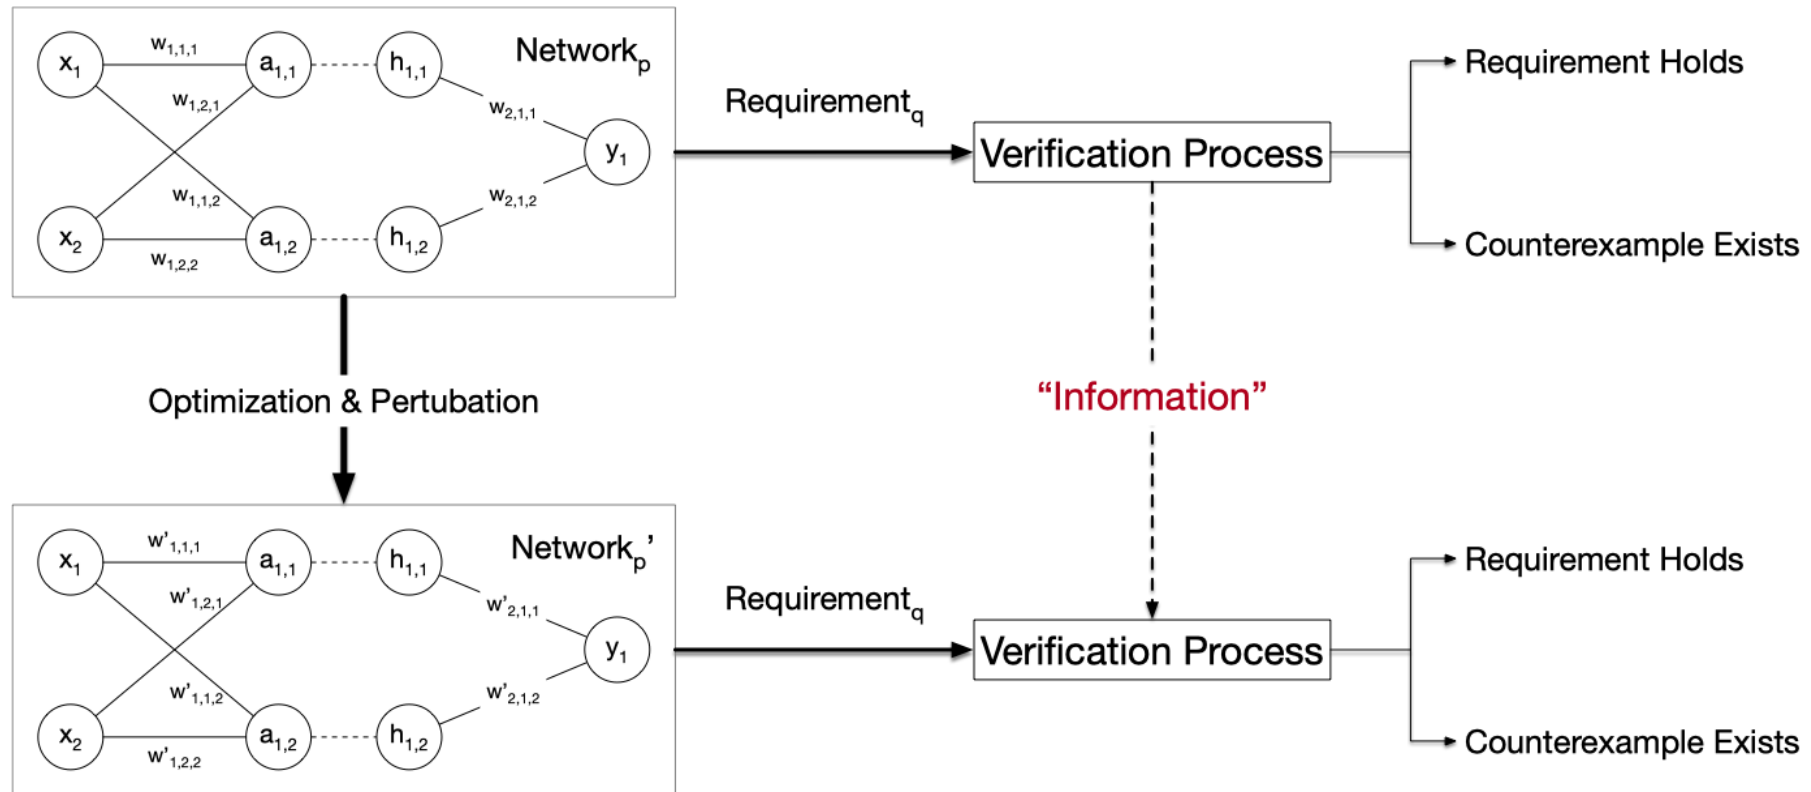 x1
w1,1,1
a1,1
h1,1
Networkp
w1,2,1
w2,1,1
y1
w1,1,2
w2,1,2
x2
a1,2
h1,2
w1,2,2
Requirementq
Verification Process
Requirement Holds
Counterexample Exists
Optimization & Pertubation
“Information”
x1
w’1,1,1
a1,1
h1,1
Networkp’
w’1,2,1
w’2,1,1
y1
w’1,1,2
w’2,1,2
x2
a1,2
h1,2
w’1,2,2
Requirementq
Verification Process
Requirement Holds
Counterexample Exists